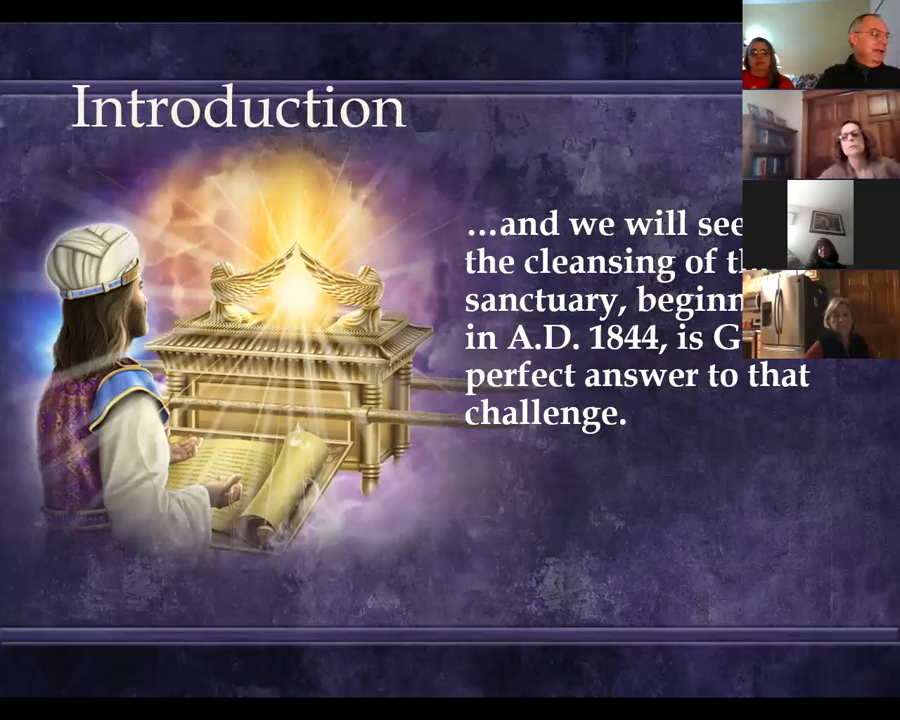 Introduction
…and we will see
the cleansing of
sanctuary,
in A.D. 1844, is
perfect answer to that
challenge.